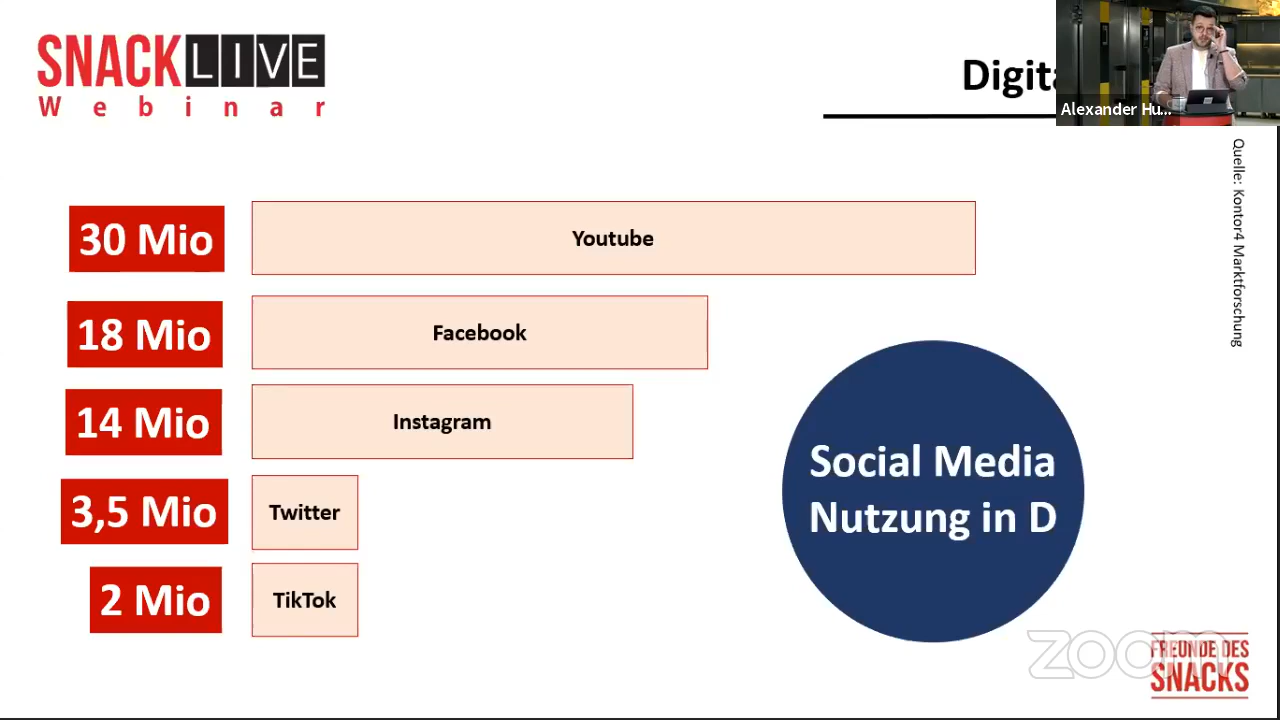 SNACKLIVE
Webinar
Alexander Hu...
Quelle: Kontor4 Marktforschung
30 Mio
Youtube
18 Mio
Facebook
14 Mio
Instagram
3,5 Mio
Twitter
2 Mio
TikTok
Social Media
Nutzung in D
zoom
FREUNDE DES
SNACKS